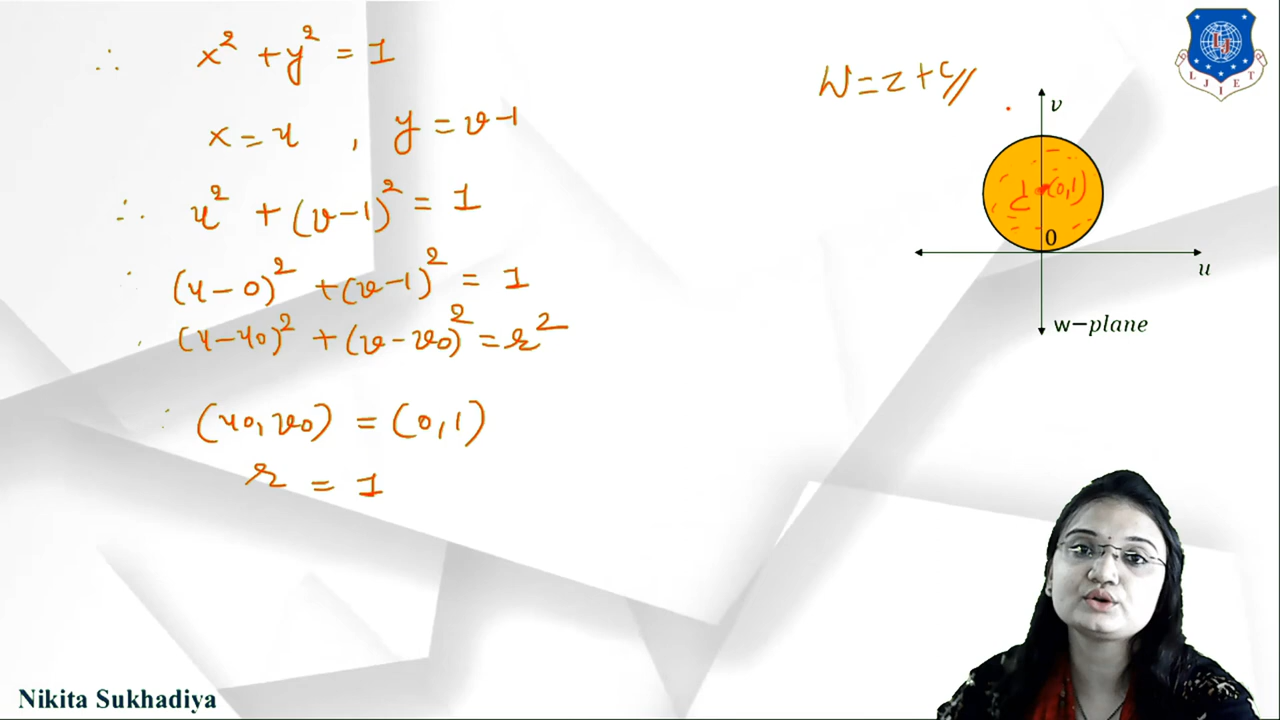 ∴ x² + y² = 1
x = u , y = v-1
∴ u² + (v-1)² = 1
∴ (u-0)² + (v-1)² = 1
∴ (u-u0)² + (v-v0)² = r²
∴ (u0, v0) = (0,1)
r = 1
W = z + c
v
(0,1)
0
u
w-plane
LJIET
Nikita Sukhadiya